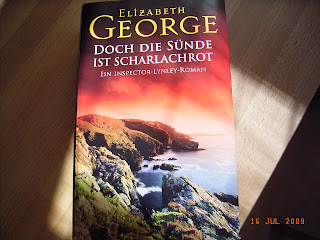 ELIZABETH
GEORGE
DOCH DIE SÜNDE
IST SCHARLACHROT
EIN INSPECTOR-LYNLEY-ROMAN
16 JUL 2009